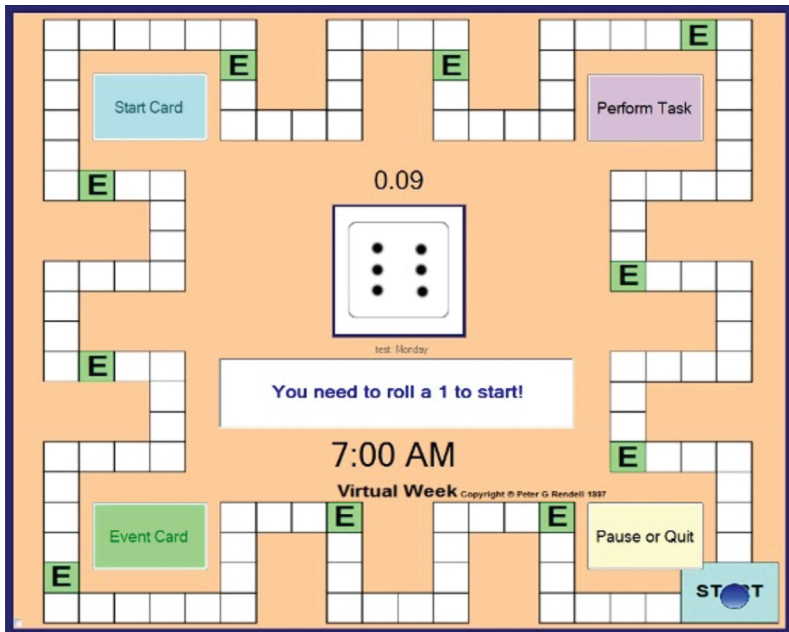 E
E E
Start Card
Perform Task
E
0.09
E
test: Monday
E
You need to roll a 1 to start!
7:00 AM
E
Virtual Week Copyright © Peter G Rendell 1997
E E
Event Card
Pause or Quit
E
START